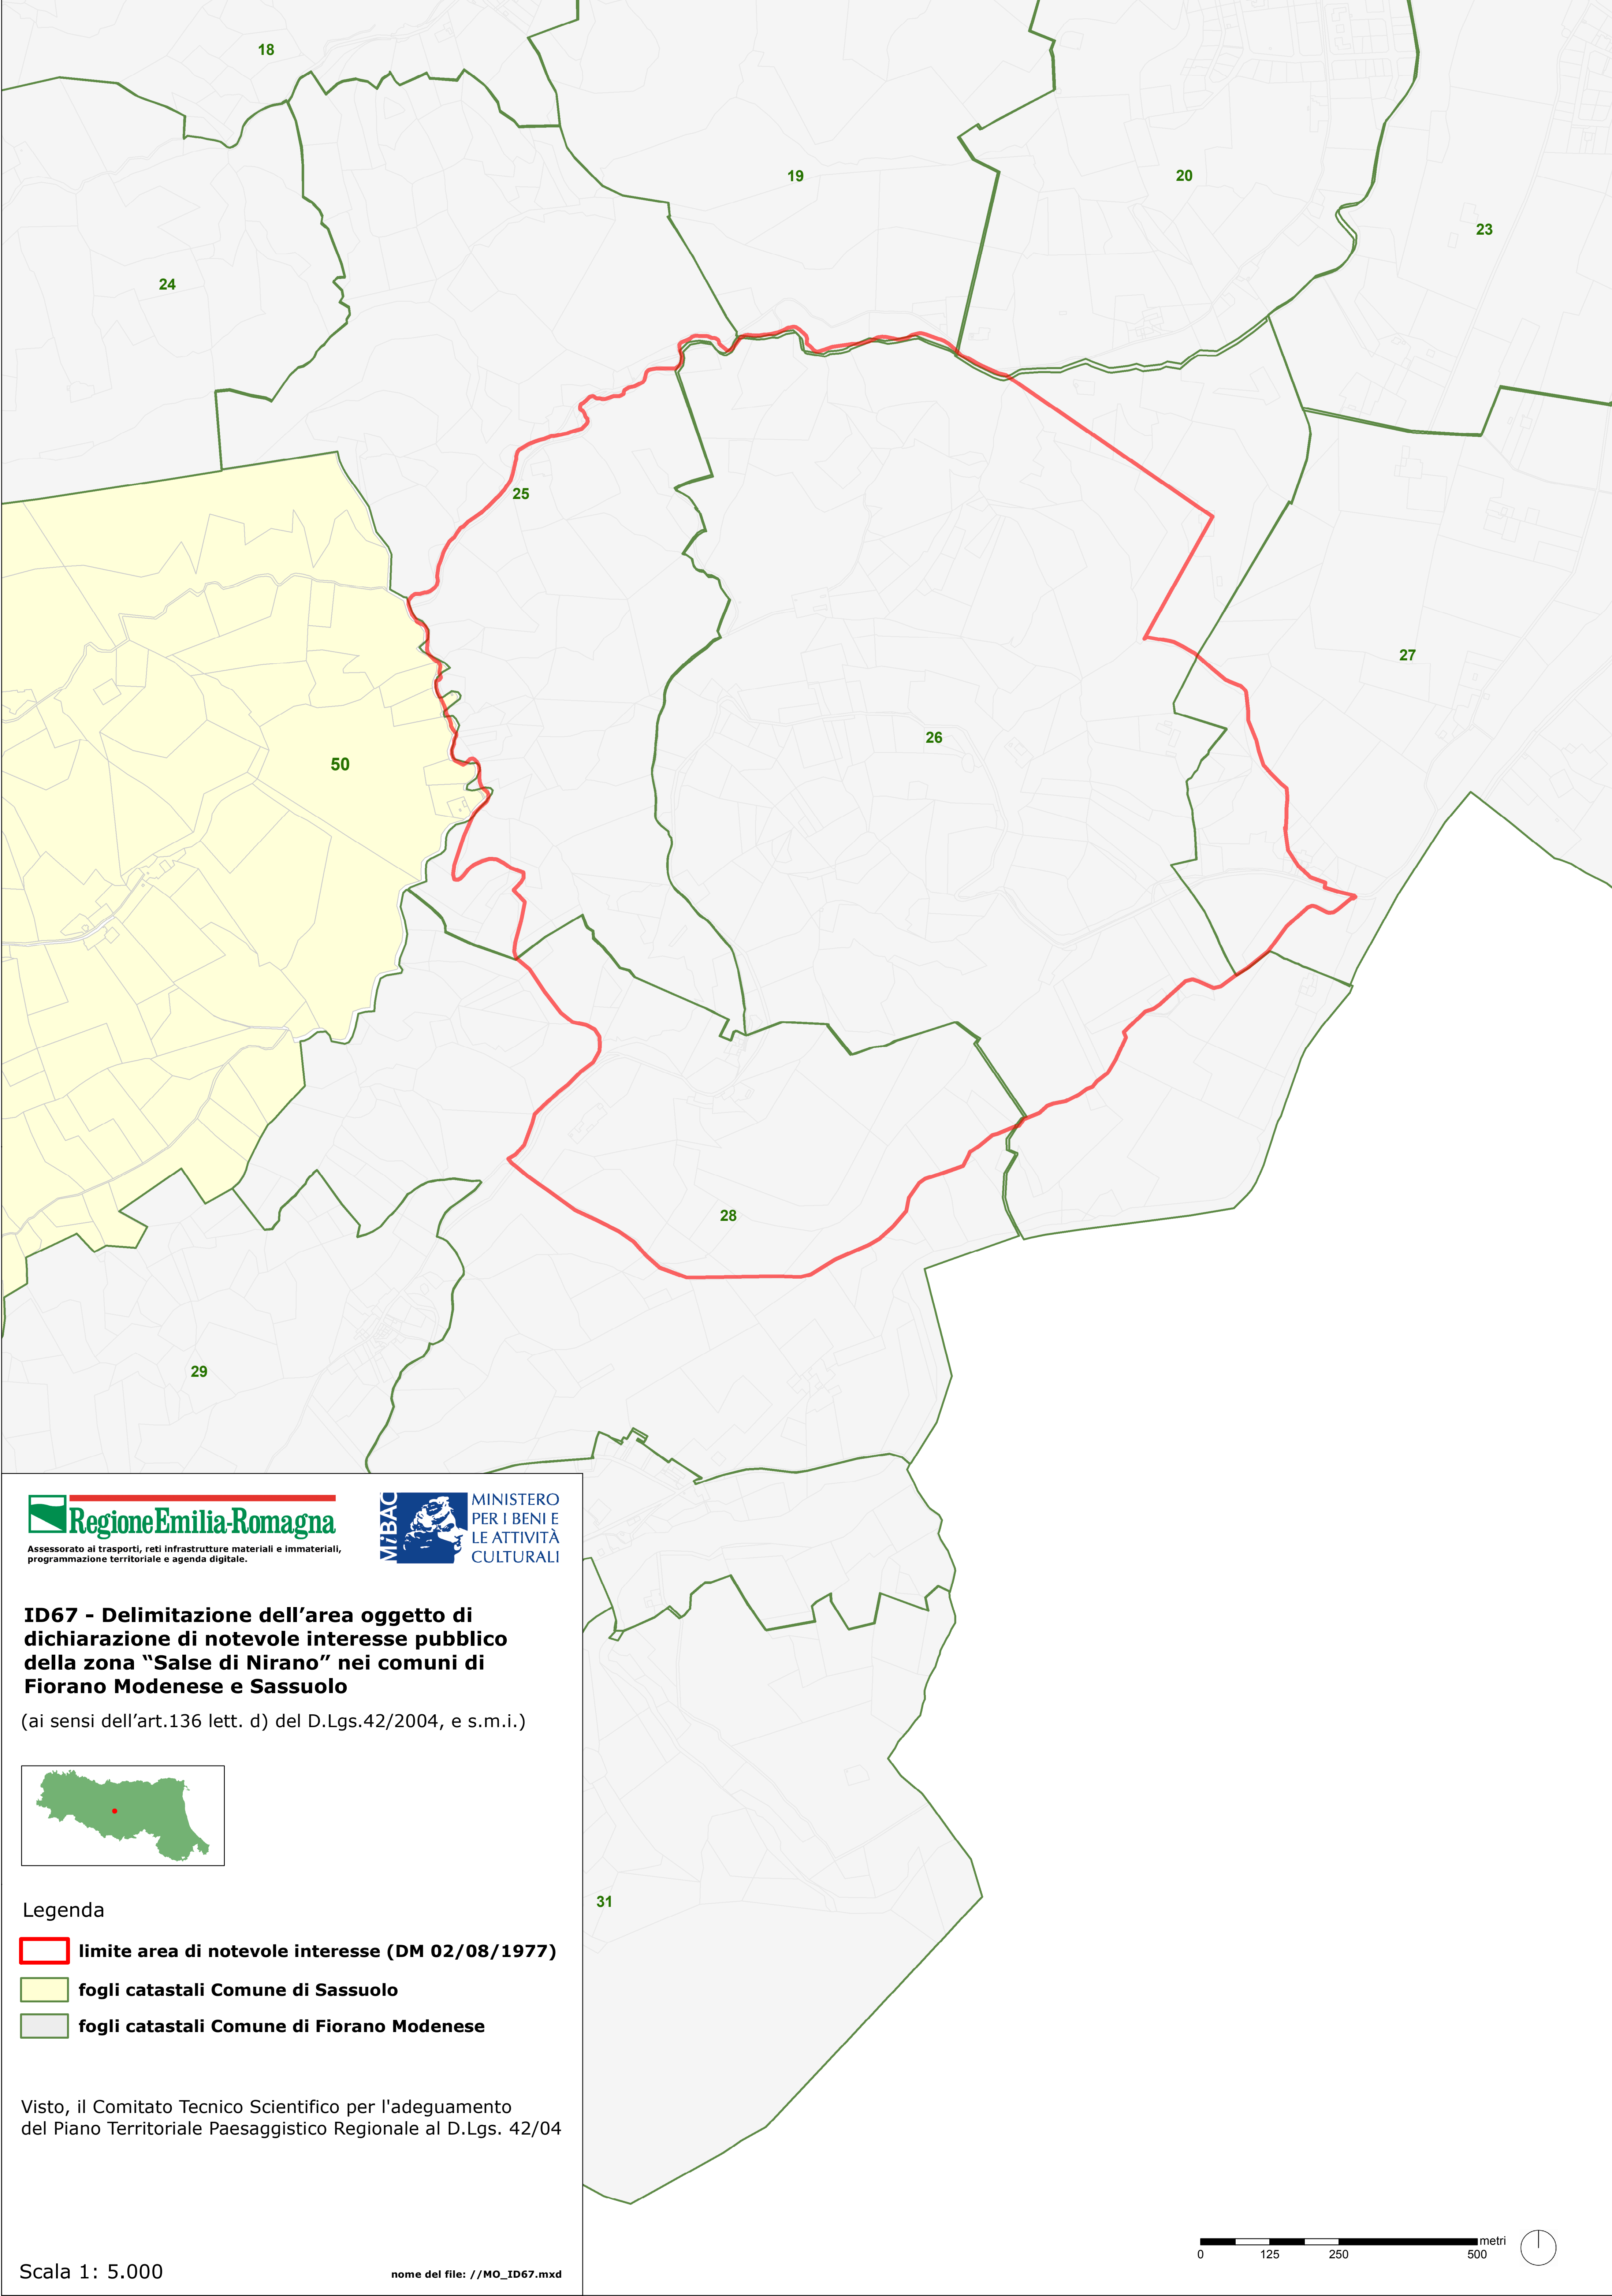 18
19
20
23
24
25
50
26
27
28
29
31
RegioneEmilia-Romagna
Assessorato ai trasporti, reti infrastrutture materiali e immateriali,
programmazione territoriale e agenda digitale.
MiBAC
MINISTERO
PER I BENI E
LE ATTIVITÀ
CULTURALI
ID67 - Delimitazione dell’area oggetto di
dichiarazione di notevole interesse pubblico
della zona “Salse di Nirano” nei comuni di
Fiorano Modenese e Sassuolo
(ai sensi dell’art.136 lett. d) del D.Lgs.42/2004, e s.m.i.)
Legenda
limite area di notevole interesse (DM 02/08/1977)
fogli catastali Comune di Sassuolo
fogli catastali Comune di Fiorano Modenese
Visto, il Comitato Tecnico Scientifico per l'adeguamento
del Piano Territoriale Paesaggistico Regionale al D.Lgs. 42/04
Scala 1: 5.000
nome del file: //MO_ID67.mxd
metri
0 125 250 500